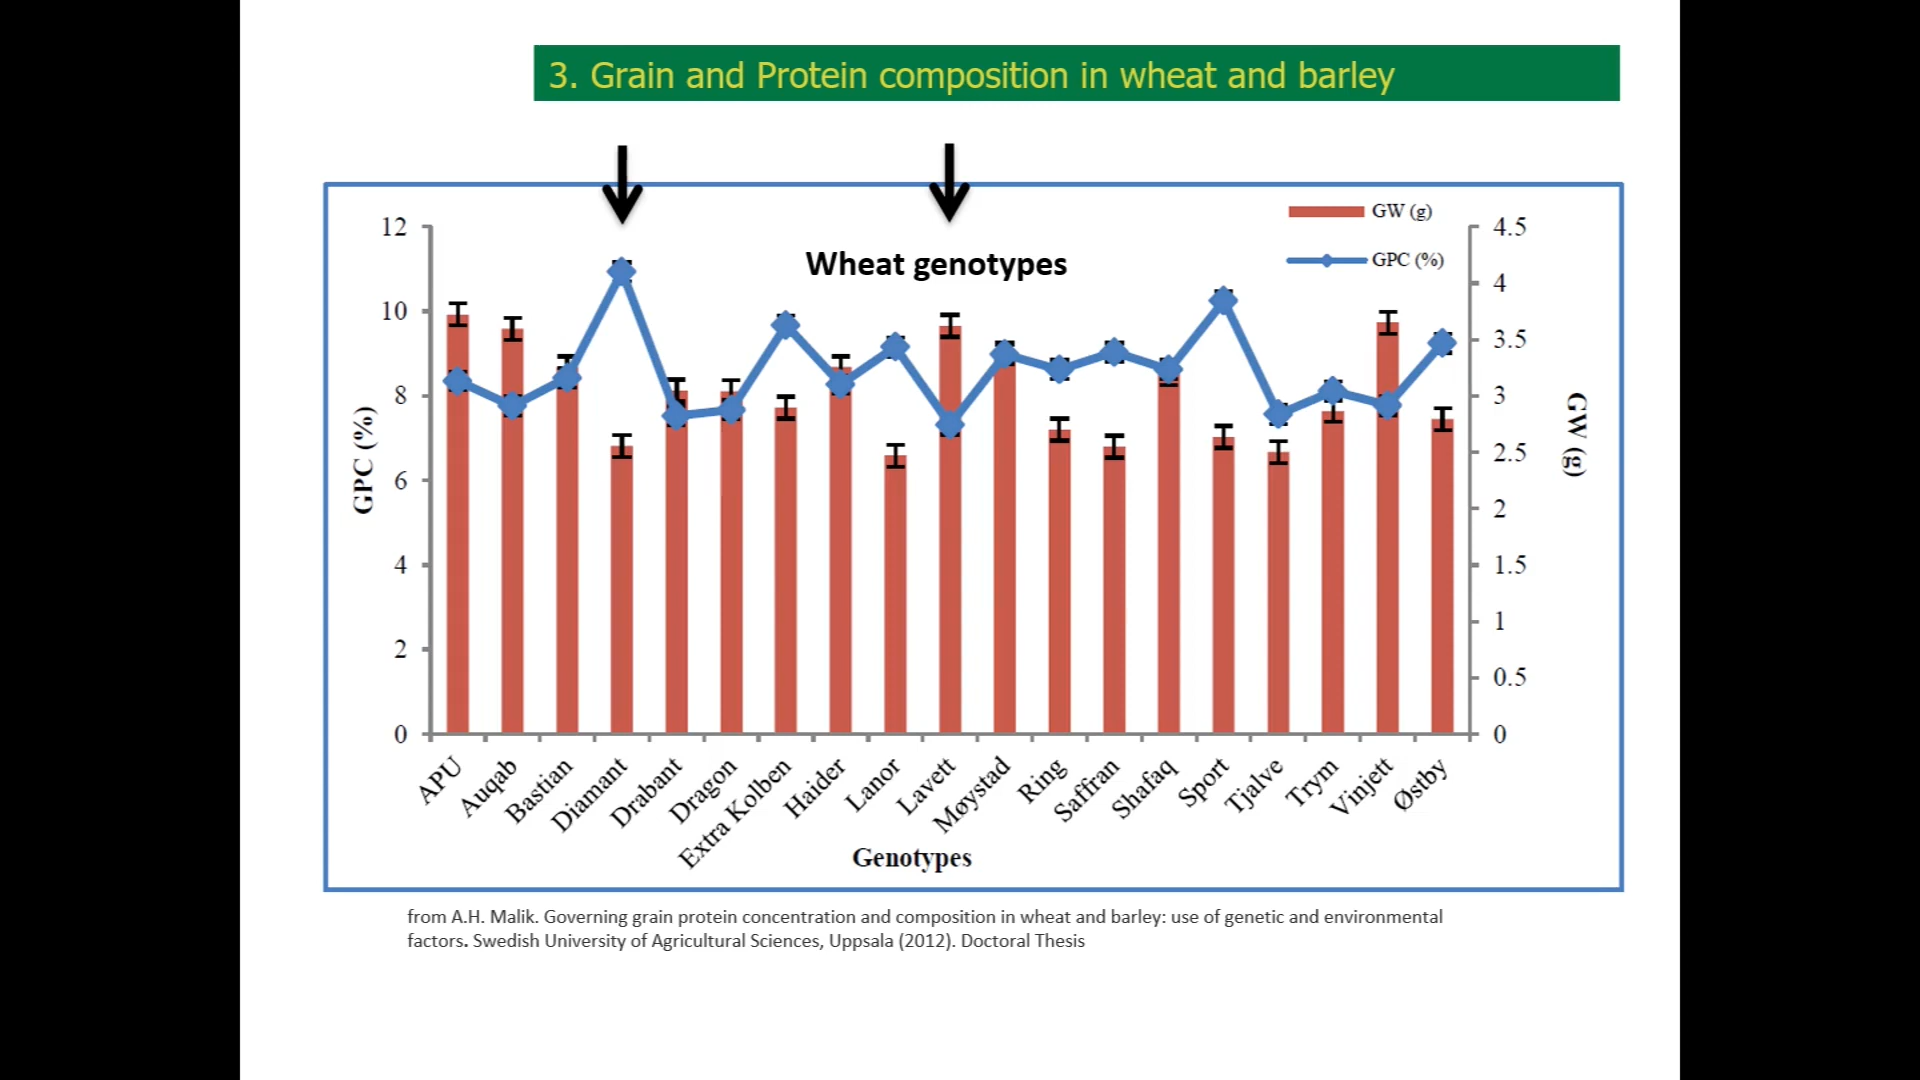 3. Grain and Protein composition in wheat and barley
Wheat genotypes
GW (g)
GPC (%)
12
10
8
6
4
2
0
GPC (%)
4.5
4
3.5
3
2.5
2
1.5
1
0.5
0
GW (g)
APU
Auqab
Bastian
Diamant
Drabant
Dragon
Extra Kolben
Haider
Lanor
Lavett
Møystad
Ring
Saffran
Shafaq
Sport
Tjalve
Trym
Vinjett
Østby
Genotypes
from A.H. Malik. Governing grain protein concentration and composition in wheat and barley: use of genetic and environmental
factors. Swedish University of Agricultural Sciences, Uppsala (2012). Doctoral Thesis